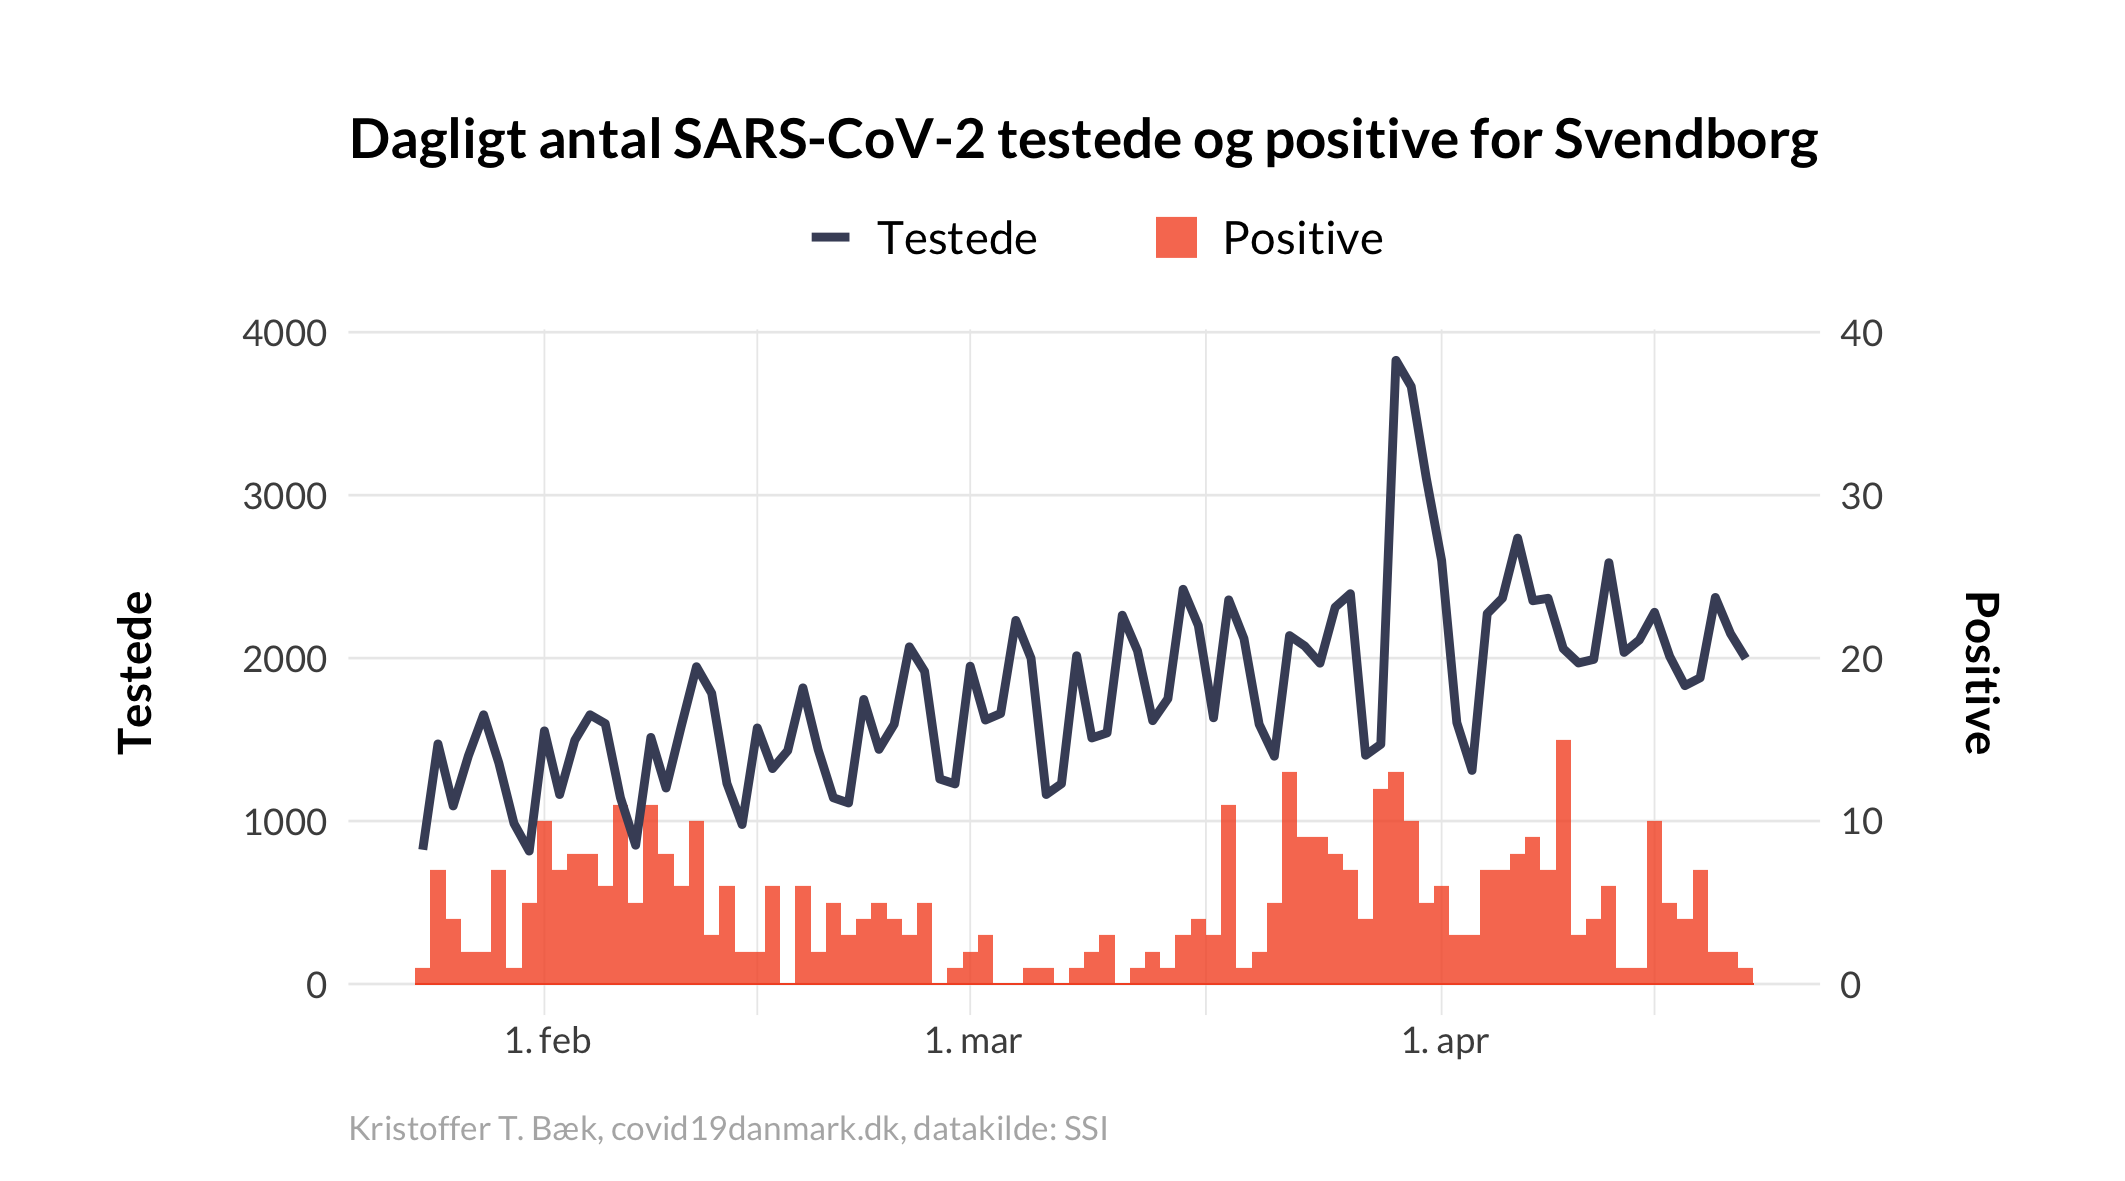 Dagligt antal SARS-CoV-2 testede og positive for Svendborg
Testede Positive
4000 40
3000 30
2000 20
1000 10
0 0
Testede
Positive
1. feb 1. mar 1. apr
Kristoffer T. Bæk, covid19danmark.dk, datakilde: SSI